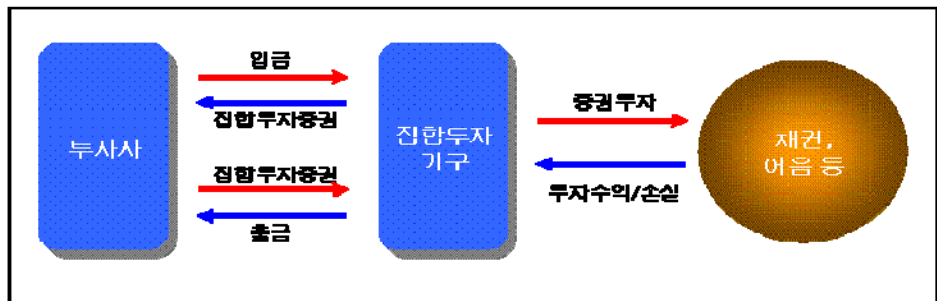 입금
집합투자증권
투자자
집합투자증권
출금
집합투자
기구
증권투자
투자수익/손실
채권,
어음 등